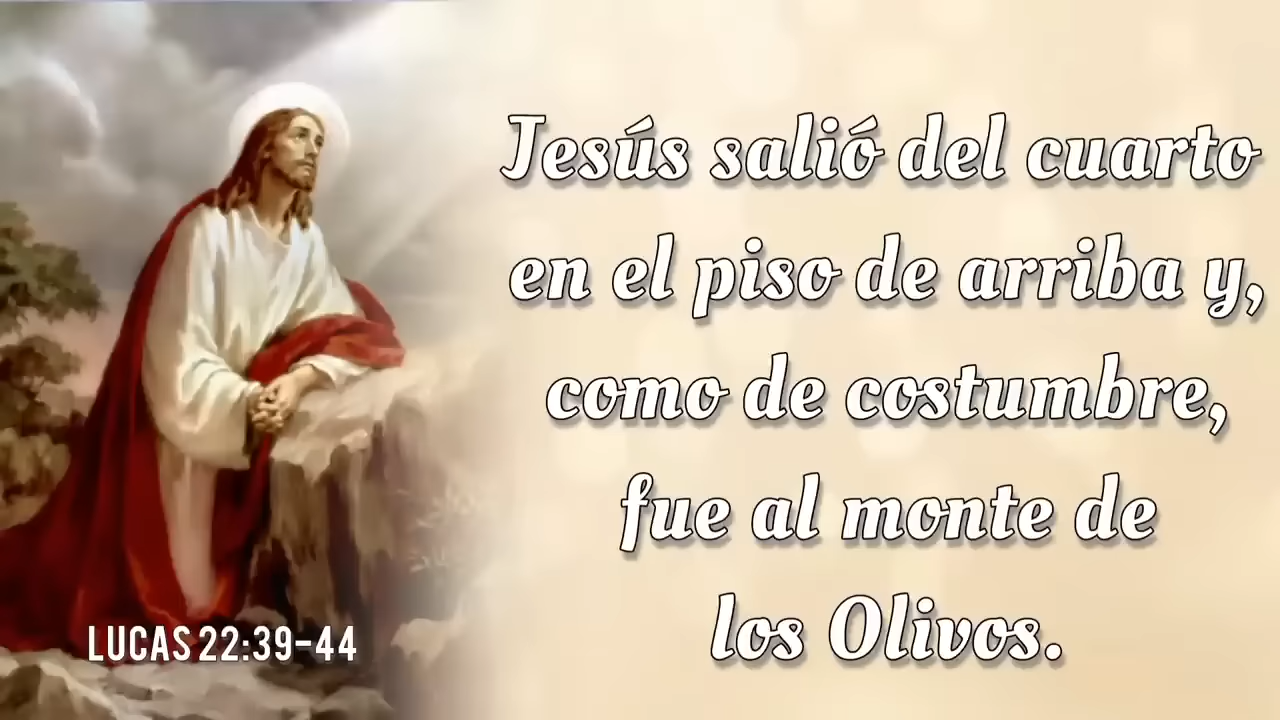 Jesús salió del cuarto
en el piso de arriba y,
como de costumbre,
fue al monte de
los Olivos.
LUCAS 22:39-44